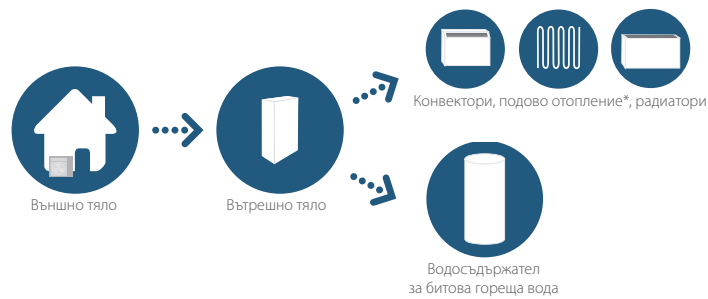 Конвектори, подово отопление*, радиатори
Външно тяло
Вътрешно тяло
Водосъдържател
за битова гореща вода